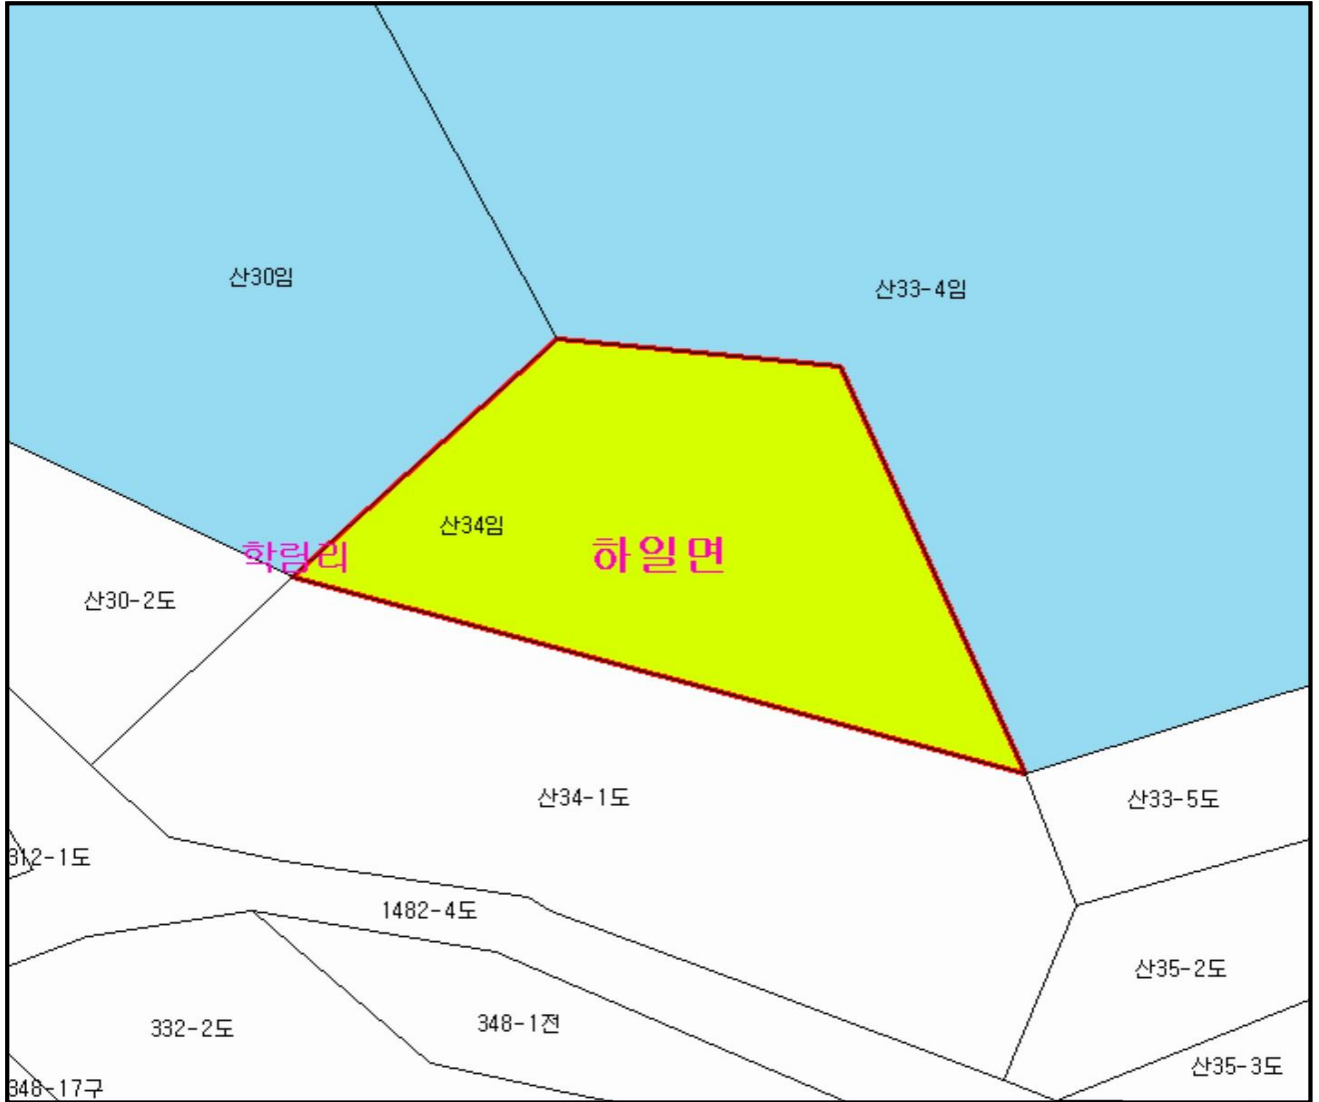 산30임
산33-4임
산34임
하일면
학림리
산30-2도
산34-1도
산33-5도
312-1도
1482-4도
산35-2도
332-2도
348-1전
산35-3도
348-17구